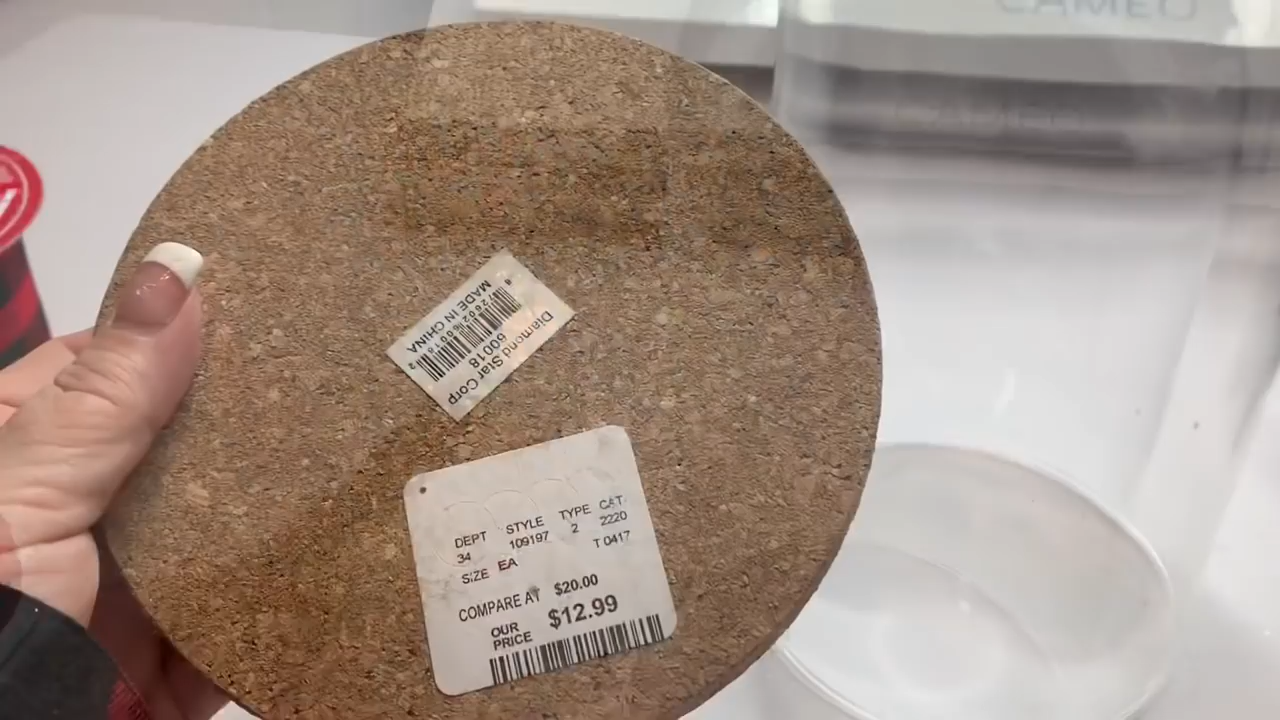 CAMEO
Diamond Star Corp
60018
MADE IN CHINA
DEPT STYLE TYPE CAT
34 109197 2 2220
T 0417
SIZE EA
COMPARE AT $20.00
OUR PRICE $12.99